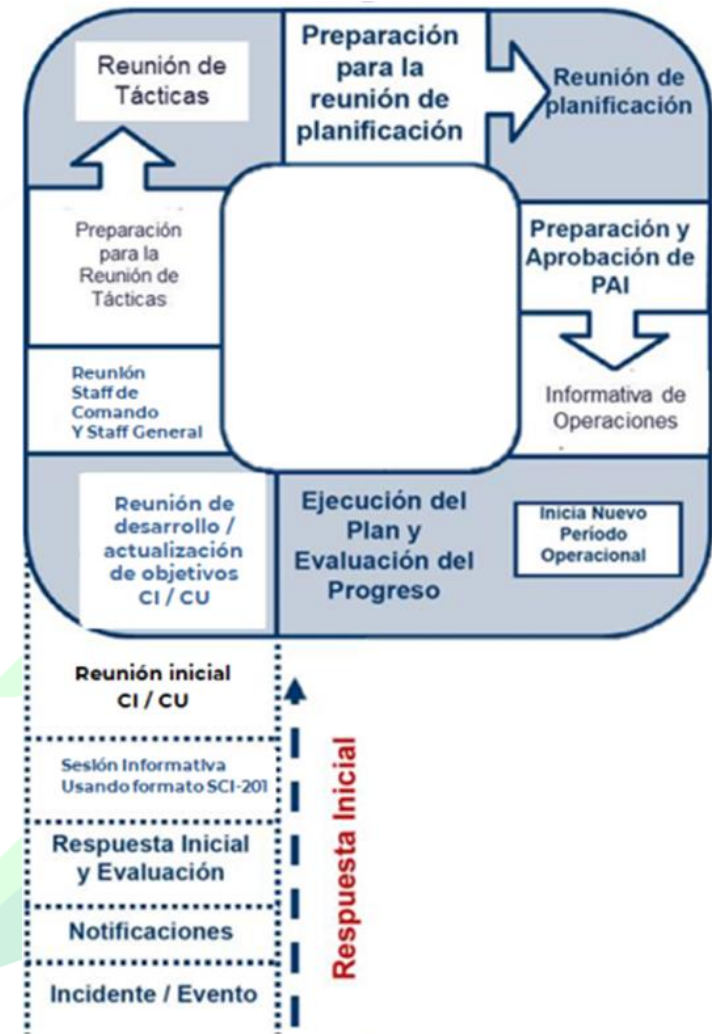 Reunión de
Tácticas
Preparación
para la
reunión de
planificación
Reunión de
planificación
Preparación
para la
Reunión de
Tácticas
Preparación y
Aprobación de
PAI
Reunión
Staff de
Comando
Y Staff General
Informativa de
Operaciones
Reunión de
desarrollo /
actualización
de objetivos
CI / CU
Ejecución del
Plan y
Evaluación del
Progreso
Inicia Nuevo
Período
Operacional
Reunión inicial
CI / CU
Sesión Informativa
Usando formato SCI-201
Respuesta Inicial
y Evaluación
Notificaciones
Incidente / Evento
Respuesta Inicial